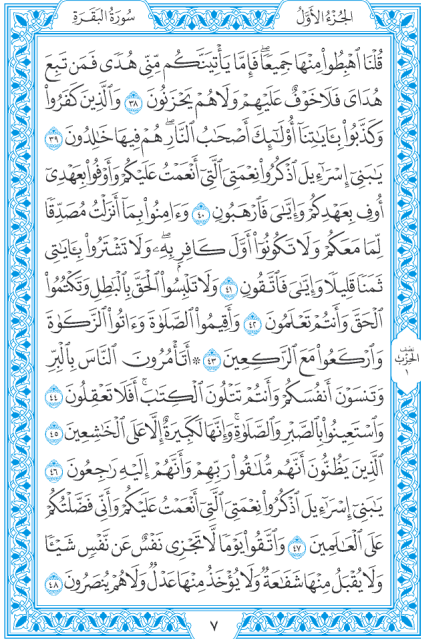 الجُزْءُ الأَوَّلُ
سُورَةُ البَقَرَةِ
قُلْنَا ٱهْبِطُوا۟ مِنْهَا جَمِيعًا ۖ فَإِمَّا يَأْتِيَنَّكُم مِّنِّى هُدًى فَمَن تَبِعَ
هُدَاىَ فَلَا خَوْفٌ عَلَيْهِمْ وَلَا هُمْ يَحْزَنُونَ ٣٨ وَٱلَّذِينَ كَفَرُوا۟
وَكَذَّبُوا۟ بِـَٔايَٰتِنَآ أُو۟لَٰٓئِكَ أَصْحَٰبُ ٱلنَّارِ ۖ هُمْ فِيهَا خَٰلِدُونَ ٣٩
يَٰبَنِىٓ إِسْرَٰٓءِيلَ ٱذْكُرُوا۟ نِعْمَتِىَ ٱلَّتِىٓ أَنْعَمْتُ عَلَيْكُمْ وَأَوْفُوا۟ بِعَهْدِىٓ
أُوفِ بِعَهْدِكُمْ وَإِيَّٰىَ فَٱرْهَبُونِ ٤٠ وَءَامِنُوا۟ بِمَآ أَنزَلْتُ مُصَدِّقًا
لِّمَا مَعَكُمْ وَلَا تَكُونُوٓا۟ أَوَّلَ كَافِرٍۭ بِهِۦ ۖ وَلَا تَشْتَرُوا۟ بِـَٔايَٰتِى
ثَمَنًا قَلِيلًا وَإِيَّٰىَ فَٱتَّقُونِ ٤١ وَلَا تَلْبِسُوا۟ ٱلْحَقَّ بِٱلْبَٰطِلِ وَتَكْتُمُوا۟
ٱلْحَقَّ وَأَنتُمْ تَعْلَمُونَ ٤٢ وَأَقِيمُوا۟ ٱلصَّلَوٰةَ وَءَاتُوا۟ ٱلزَّكَوٰةَ
وَٱرْكَعُوا۟ مَعَ ٱلرَّٰكِعِينَ ٤٣ ۞ أَتَأْمُرُونَ ٱلنَّاسَ بِٱلْبِرِّ
وَتَنسَوْنَ أَنفُسَكُمْ وَأَنتُمْ تَتْلُونَ ٱلْكِتَٰبَ ۚ أَفَلَا تَعْقِلُونَ ٤٤
وَٱسْتَعِينُوا۟ بِٱلصَّبْرِ وَٱلصَّلَوٰةِ ۚ وَإِنَّهَا لَكَبِيرَةٌ إِلَّا عَلَى ٱلْخَٰشِعِينَ ٤٥
ٱلَّذِينَ يَظُنُّونَ أَنَّهُم مُّلَٰقُوا۟ رَبِّهِمْ وَأَنَّهُمْ إِلَيْهِ رَٰجِعُونَ ٤٦
يَٰبَنِىٓ إِسْرَٰٓءِيلَ ٱذْكُرُوا۟ نِعْمَتِىَ ٱلَّتِىٓ أَنْعَمْتُ عَلَيْكُمْ وَأَنِّى فَضَّلْتُكُمْ
عَلَى ٱلْعَٰلَمِينَ ٤٧ وَٱتَّقُوا۟ يَوْمًا لَّا تَجْزِى نَفْسٌ عَن نَّفْسٍ شَيْـًٔا
وَلَا يُقْبَلُ مِنْهَا شَفَٰعَةٌ وَلَا يُؤْخَذُ مِنْهَا عَدْلٌ وَلَا هُمْ يُنصَرُونَ ٤٨
نِصْف
الحِزْب
١
٧